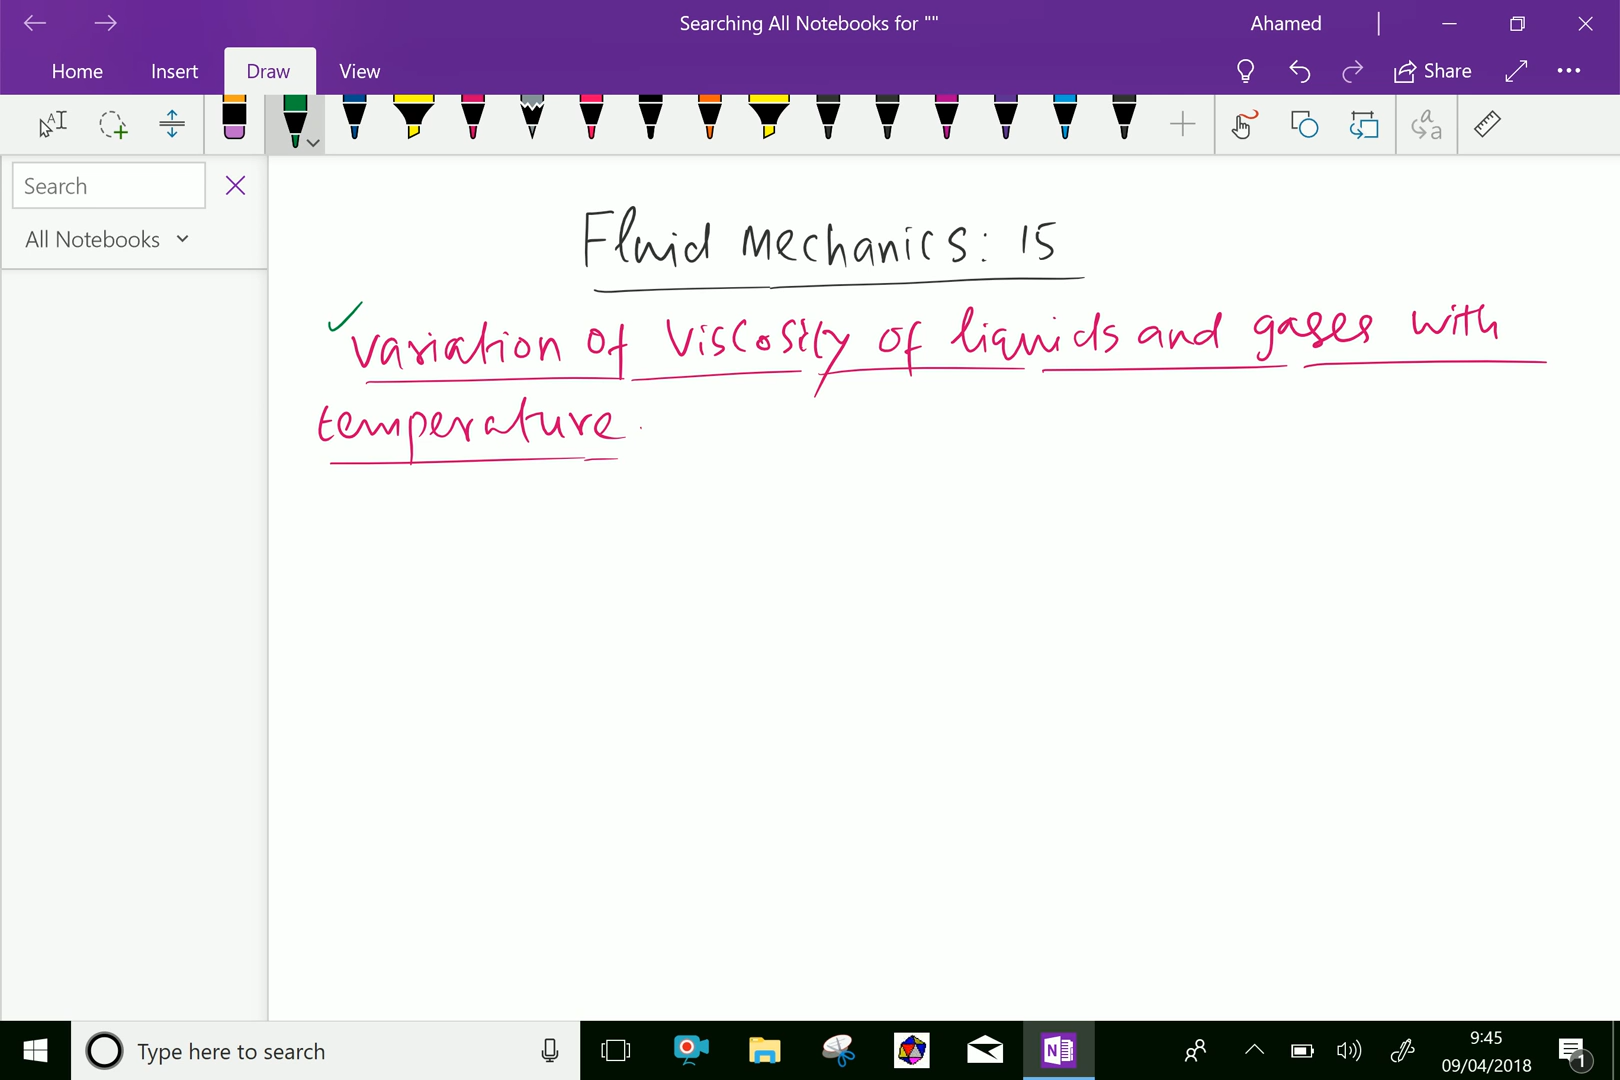 Searching All Notebooks for ""
Ahamed
Home Insert Draw View
Share
Search
All Notebooks
Fluid Mechanics: 15
Variation of Viscosity of liquids and gases with
temperature.
Type here to search
9:45
09/04/2018
1